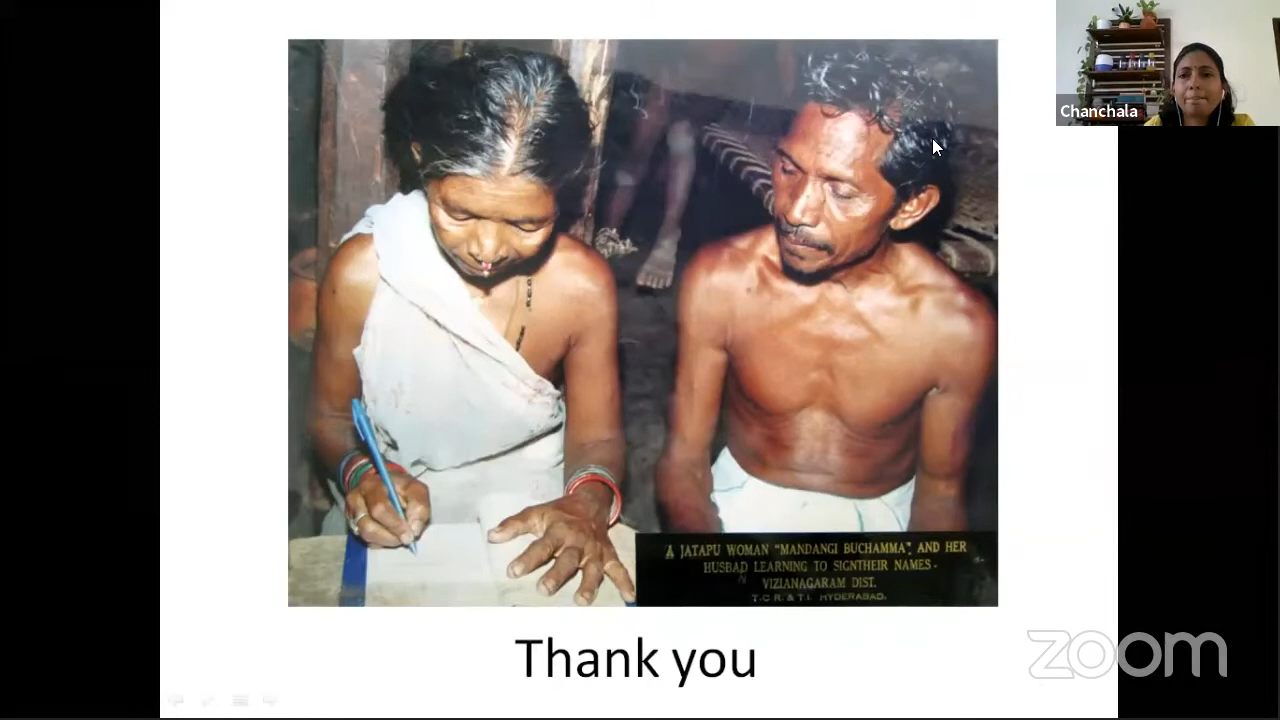 Chanchala
A JATAPU WOMAN "MANDANGI BUCHAMMA", AND HER
HUSBAD LEARNING TO SIGNTHEIR NAMES-
N
VIZIANAGARAM DIST.
T.C R. & T.I. HYDERABAD.
Thank you
zoom